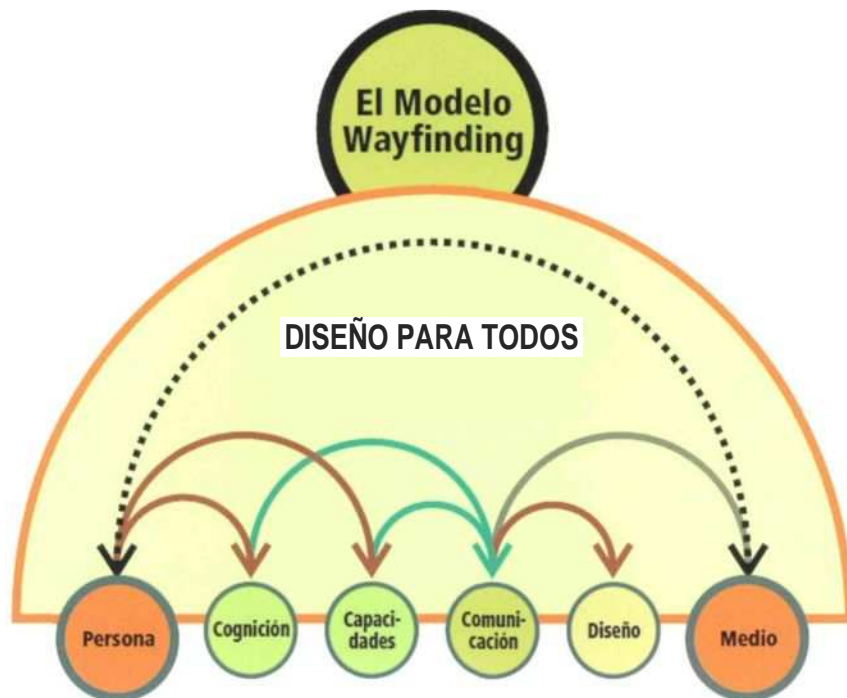 El Modelo
Wayfinding
DISEÑO PARA TODOS
Persona
Cognición
Capaci-
dades
Comuni-
cación
Diseño
Medio